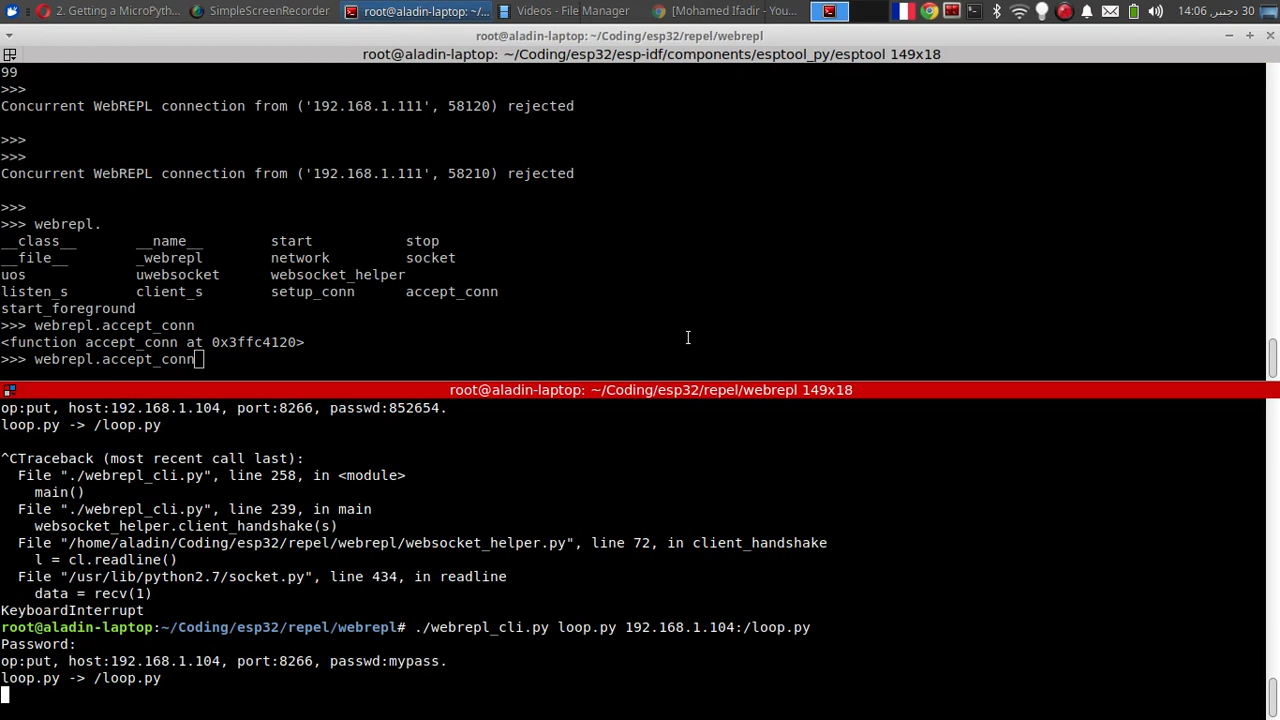 2. Getting a MicroPyth...
SimpleScreenRecorder
root@aladin-laptop: ~/...
Videos - File Manager
[Mohamed Ifadir - You...
30 دجنبر, 14:06
root@aladin-laptop: ~/Coding/esp32/repel/webrepl
root@aladin-laptop: ~/Coding/esp32/esp-idf/components/esptool_py/esptool 149x18
99
>>>
Concurrent WebREPL connection from ('192.168.1.111', 58120) rejected
>>>
>>>
Concurrent WebREPL connection from ('192.168.1.111', 58210) rejected
>>>
>>> webrepl.
__class__ __name__ start stop
__file__ _webrepl network socket
uos uwebsocket websocket_helper
listen_s client_s setup_conn accept_conn
start_foreground
>>> webrepl.accept_conn
<function accept_conn at 0x3ffc4120>
>>> webrepl.accept_conn
root@aladin-laptop: ~/Coding/esp32/repel/webrepl 149x18
op:put, host:192.168.1.104, port:8266, passwd:852654.
loop.py -> /loop.py
^CTraceback (most recent call last):
File "./webrepl_cli.py", line 258, in <module>
main()
File "./webrepl_cli.py", line 239, in main
websocket_helper.client_handshake(s)
File "/home/aladin/Coding/esp32/repel/webrepl/websocket_helper.py", line 72, in client_handshake
l = cl.readline()
File "/usr/lib/python2.7/socket.py", line 434, in readline
data = recv(1)
KeyboardInterrupt
root@aladin-laptop:~/Coding/esp32/repel/webrepl# ./webrepl_cli.py loop.py 192.168.1.104:/loop.py
Password:
op:put, host:192.168.1.104, port:8266, passwd:mypass.
loop.py -> /loop.py